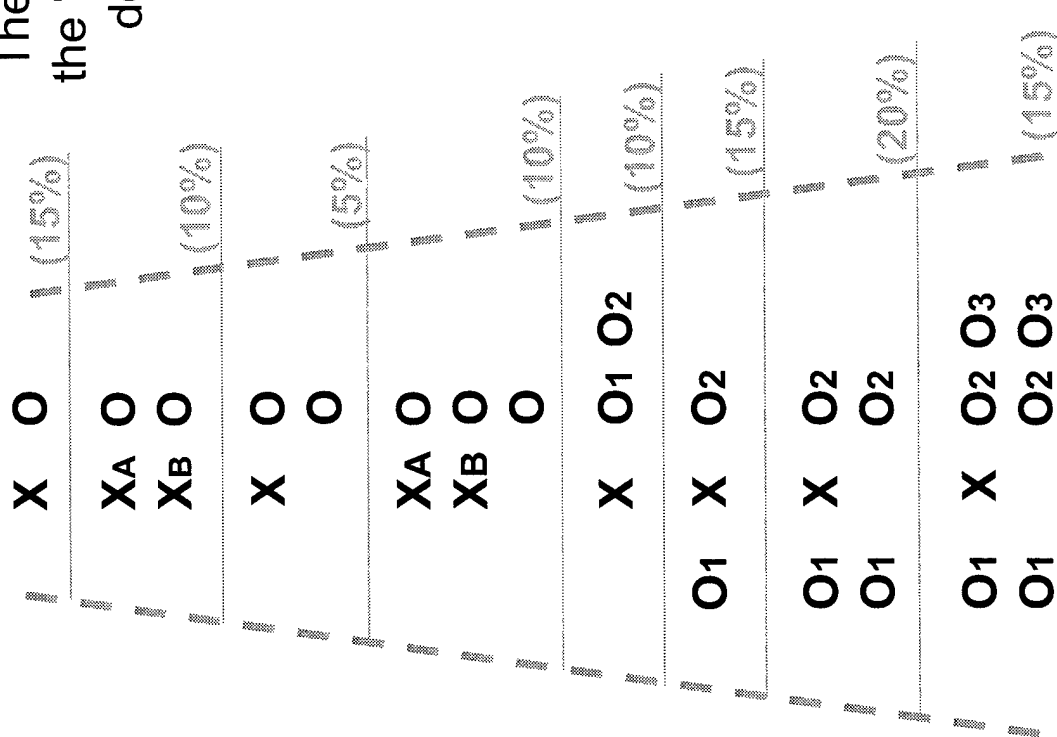 The
the
X O
(15%)
XA O
XB O
(10%)
X O
O
(5%)
XA O
XB O
O
(10%)
X O1 O2
(10%)
O1 X O2
(15%)
O1 X O2
O1 O2
(20%)
O1 X O2 O3
O1 O2 O3
(15%)